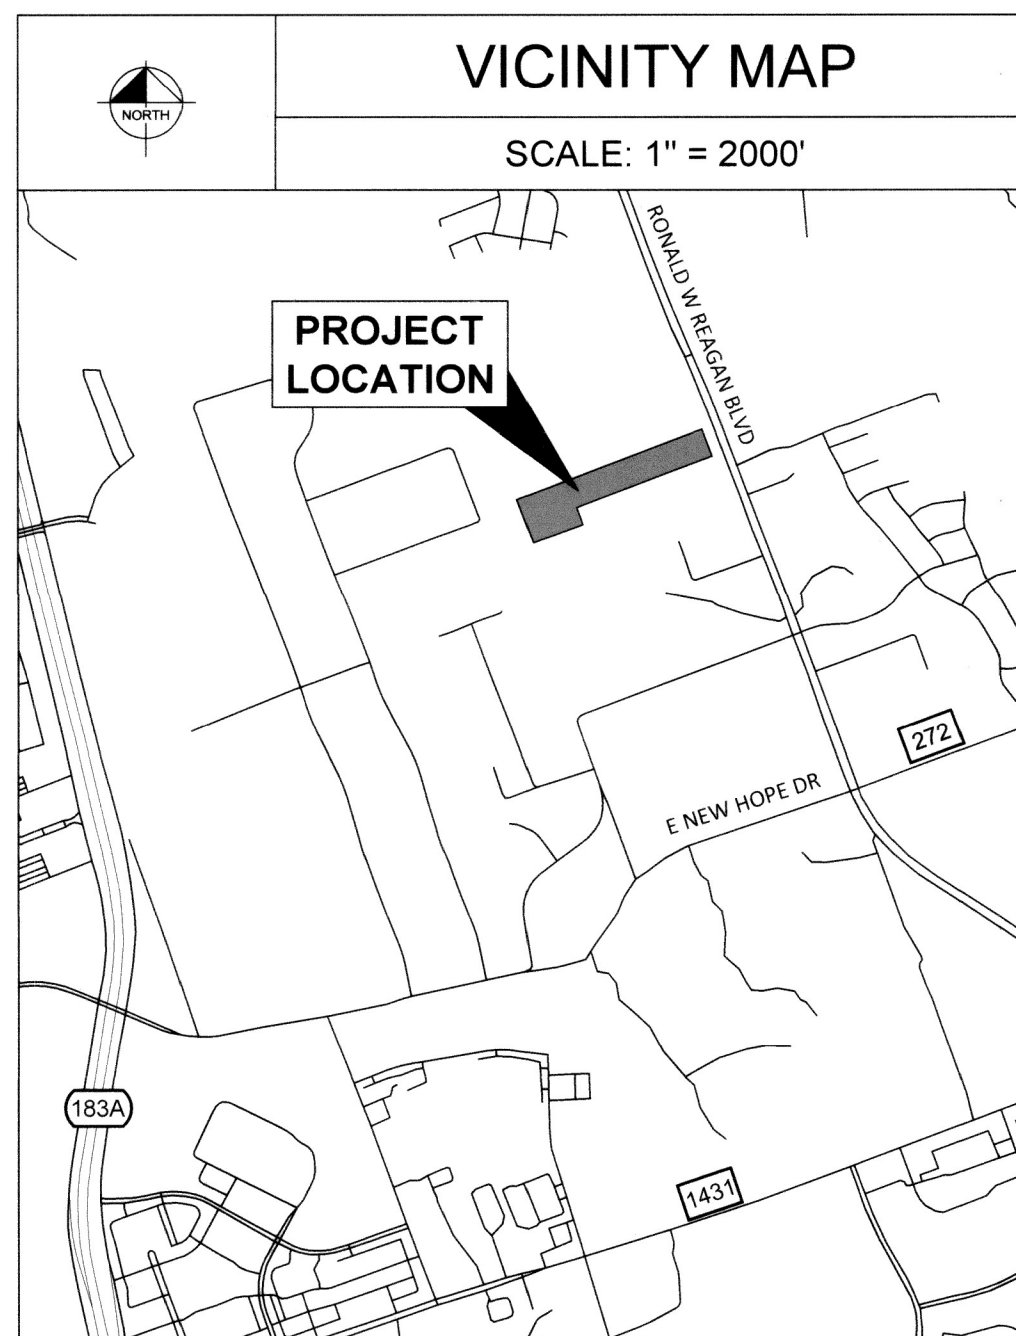 NORTH
VICINITY MAP
SCALE: 1" = 2000'
RONALD W REAGAN BLVD
PROJECT
LOCATION
272
E NEW HOPE DR
183A
1431